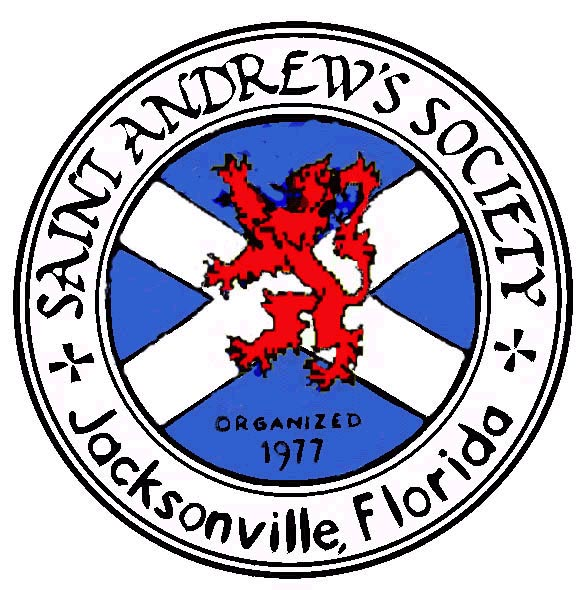 SAINT ANDREW'S SOCIETY
ORGANIZED
1977
Jacksonville, Florida